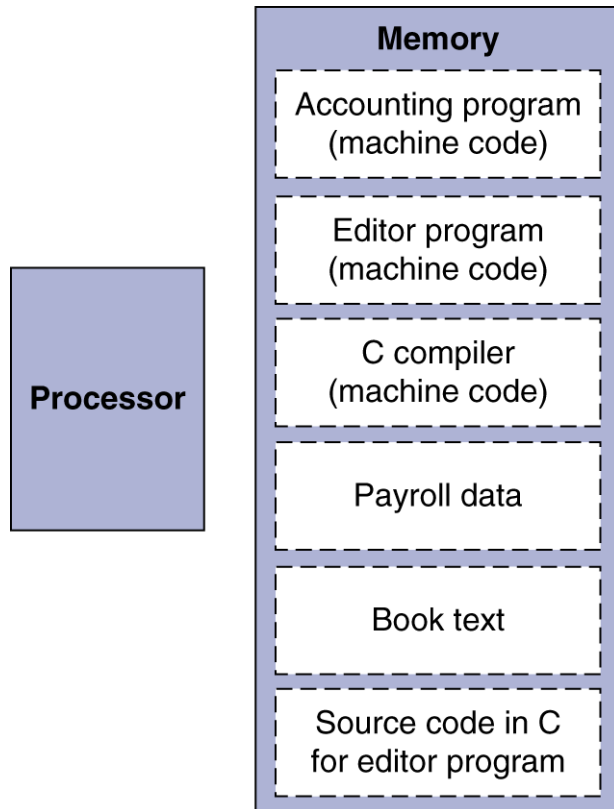 Memory
Accounting program
(machine code)
Editor program
(machine code)
Processor
C compiler
(machine code)
Payroll data
Book text
Source code in C
for editor program